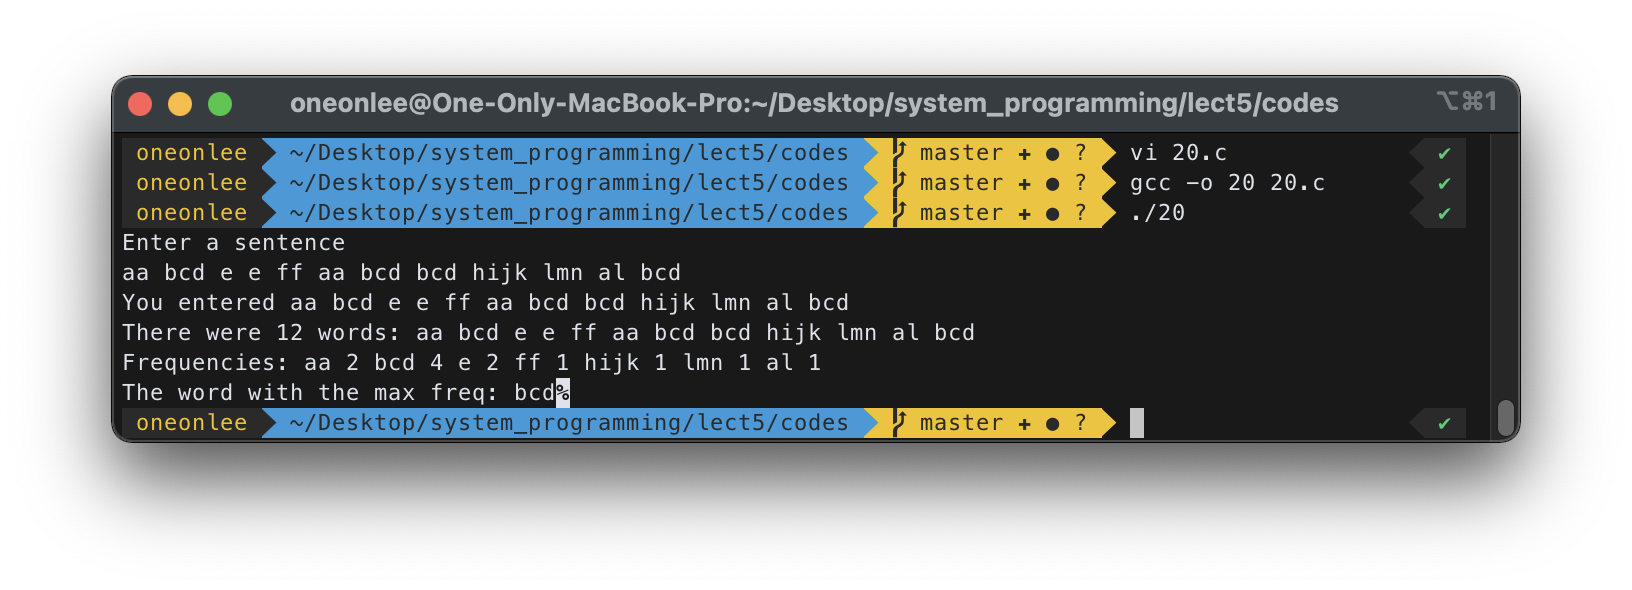 oneonlee@One-Only-MacBook-Pro:~/Desktop/system_programming/lect5/codes ⌥⌘1
oneonlee ~/Desktop/system_programming/lect5/codes master ✚ ● ? vi 20.c ✔
oneonlee ~/Desktop/system_programming/lect5/codes master ✚ ● ? gcc -o 20 20.c ✔
oneonlee ~/Desktop/system_programming/lect5/codes master ✚ ● ? ./20 ✔
Enter a sentence
aa bcd e e ff aa bcd bcd hijk lmn al bcd
You entered aa bcd e e ff aa bcd bcd hijk lmn al bcd
There were 12 words: aa bcd e e ff aa bcd bcd hijk lmn al bcd
Frequencies: aa 2 bcd 4 e 2 ff 1 hijk 1 lmn 1 al 1
The word with the max freq: bcd%
oneonlee ~/Desktop/system_programming/lect5/codes master ✚ ● ? ✔